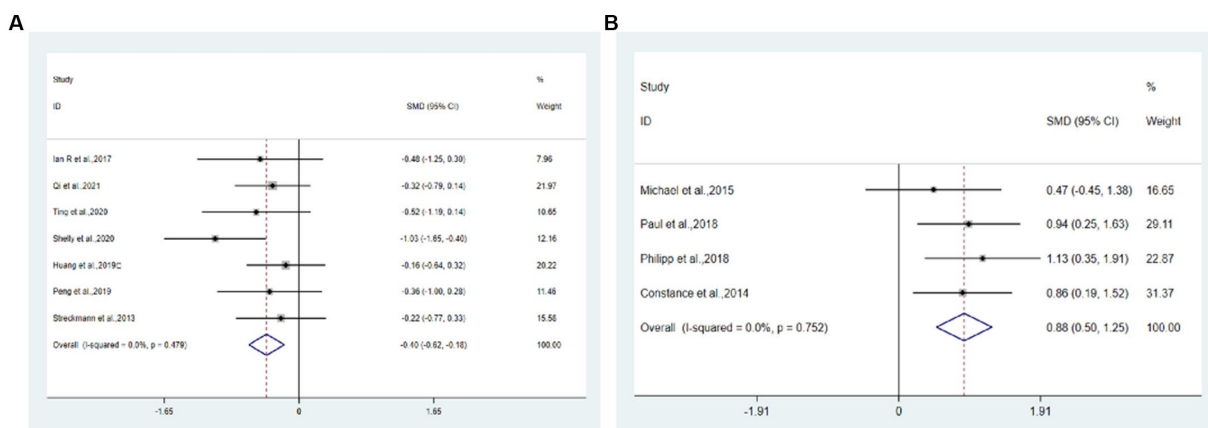 A
Study %
ID SMD (95% CI) Weight
Ian R et al.,2017 -0.48 (-1.25, 0.30) 7.96
Qi et al.,2021 -0.32 (-0.79, 0.14) 21.97
Ting et al.,2020 -0.52 (-1.19, 0.14) 10.65
Shelly et al.,2020 -1.03 (-1.65, -0.40) 12.16
Huang et al.,2019 -0.16 (-0.64, 0.32) 20.22
Peng et al.,2019 -0.36 (-1.00, 0.28) 11.46
Streckmann et al.,2013 -0.22 (-0.77, 0.33) 15.58
Overall (I-squared = 0.0%, p = 0.479) -0.40 (-0.62, -0.18) 100.00
-1.65 0 1.65
B
Study %
ID SMD (95% CI) Weight
Michael et al.,2015 0.47 (-0.45, 1.38) 16.65
Paul et al.,2018 0.94 (0.25, 1.63) 29.11
Philipp et al.,2018 1.13 (0.35, 1.91) 22.87
Constance et al.,2014 0.86 (0.19, 1.52) 31.37
Overall (I-squared = 0.0%, p = 0.752) 0.88 (0.50, 1.25) 100.00
-1.91 0 1.91